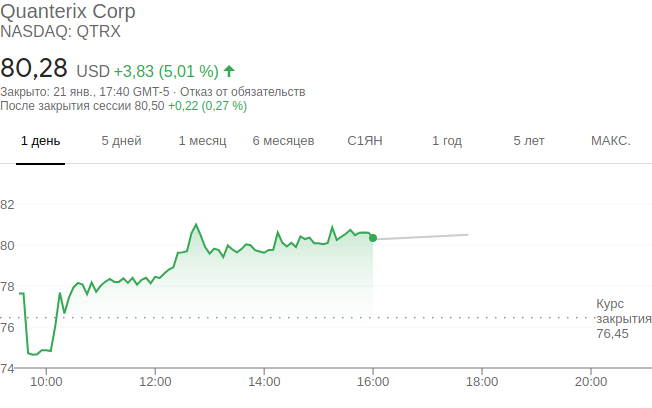 Quanterix Corp
NASDAQ: QTRX
80,28 USD +3,83 (5,01 %)
Закрыто: 21 янв., 17:40 GMT-5 · Отказ от обязательств
После закрытия сессии 80,50 +0,22 (0,27 %)
1 день 5 дней 1 месяц 6 месяцев С1ЯН 1 год 5 лет МАКС.
82
80
78
Курс
76 закрытия
76,45
74
10:00 12:00 14:00 16:00 18:00 20:00